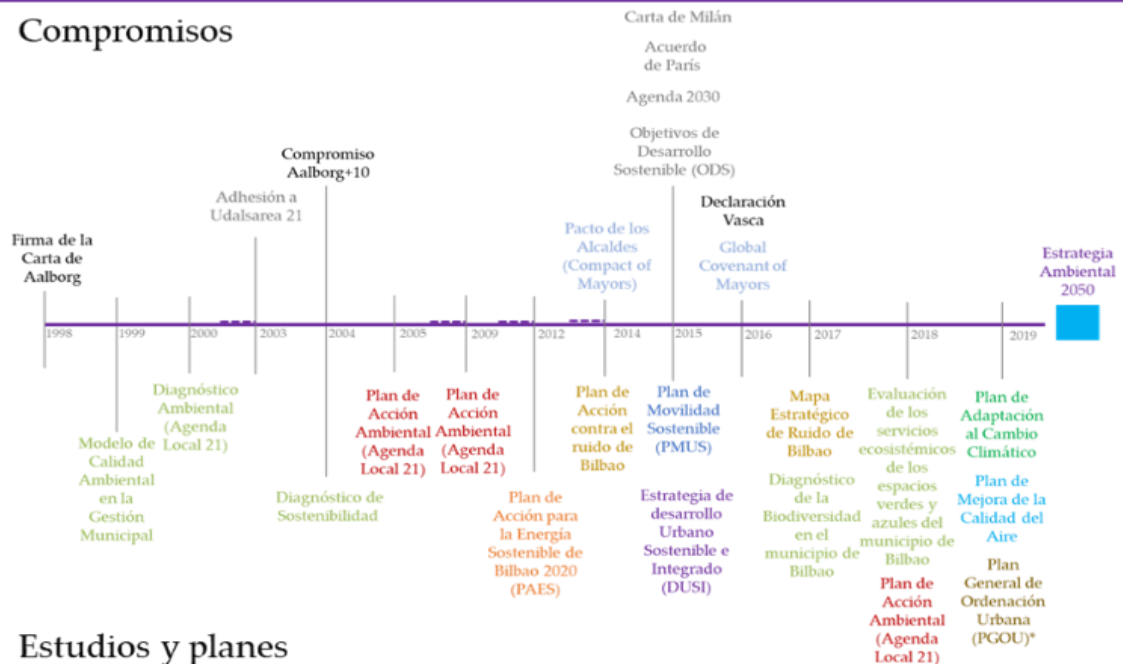 Compromisos
Carta de Milán
Acuerdo
de París
Agenda 2030
Objetivos de
Desarrollo
Sostenible (ODS)
Compromiso
Aalborg+10
Adhesión a
Udalsarea 21
Firma de la
Carta de
Aalborg
Pacto de los
Alcaldes
(Compact of
Mayors)
Declaración
Vasca
Global
Covenant of
Mayors
Estrategia
Ambiental
2050
1998
1999
2000
2003
2004
2005
2009
2012
2014
2015
2016
2017
2018
2019
Modelo de
Calidad
Ambiental
en la
Gestión
Municipal
Diagnóstico
Ambiental
(Agenda
Local 21)
Diagnóstico de
Sostenibilidad
Plan de
Acción
Ambiental
(Agenda
Local 21)
Plan de
Acción
Ambiental
(Agenda
Local 21)
Plan de
Acción para
la Energía
Sostenible de
Bilbao 2020
(PAES)
Plan de
Acción
contra el
ruido de
Bilbao
Plan de
Movilidad
Sostenible
(PMUS)
Estrategia de
desarrollo
Urbano
Sostenible e
Integrado
(DUSI)
Mapa
Estratégico
de Ruido de
Bilbao
Diagnóstico
de la
Biodiversidad
en el
municipio de
Bilbao
Evaluación
de los
servicios
ecosistémicos
de los
espacios
verdes y
azules del
municipio de
Bilbao
Plan de
Acción
Ambiental
(Agenda
Local 21)
Plan de
Adaptación
al Cambio
Climático
Plan de
Mejora de la
Calidad del
Aire
Plan
General de
Ordenación
Urbana
(PGOU)*
Estudios y planes